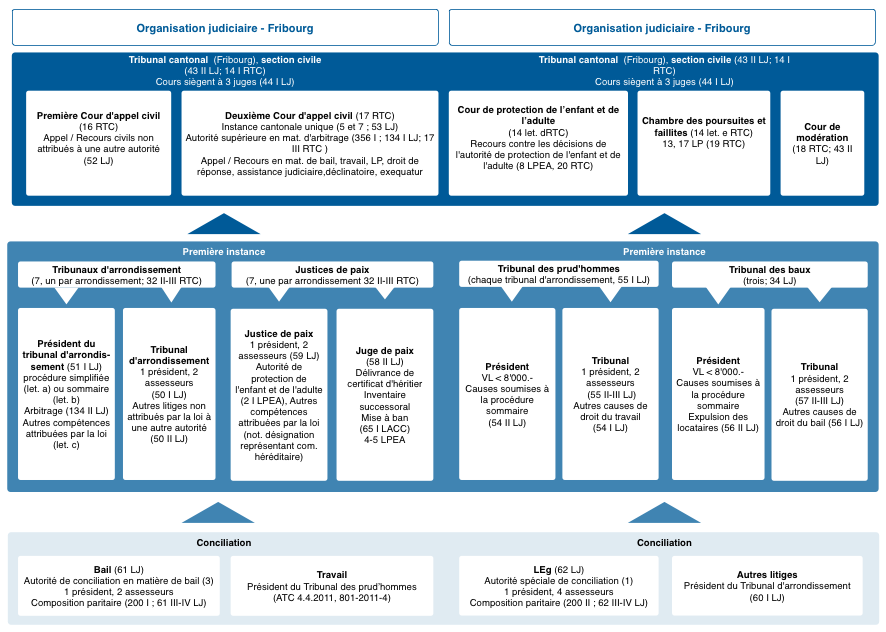 Organisation judiciaire - Fribourg
Organisation judiciaire - Fribourg
Tribunal cantonal (Fribourg), section civile
(43 II LJ; 14 I RTC)
Cours siègent à 3 juges (44 I LJ)
Première Cour d'appel civil
(16 RTC)
Appel / Recours civils non
attribués à une autre autorité
(52 LJ)
Deuxième Cour d'appel civil (17 RTC)
Instance cantonale unique (5 et 7 ; 53 LJ)
Autorité supérieure en mat. d'arbitrage (356 I ; 134 I LJ; 17
III RTC )
Appel / Recours en mat. de bail, travail, LP, droit de
réponse, assistance judiciaire,déclinatoire, exequatur
Tribunal cantonal (Fribourg), section civile (43 II LJ; 14 I
RTC)
Cours siègent à 3 juges (44 I LJ)
Cour de protection de l'enfant et de
l'adulte
(14 let. dRTC)
Recours contre les décisions de
l'autorité de protection de l'enfant et de
l'adulte (8 LPEA, 20 RTC)
Chambre des poursuites et
faillites (14 let. e RTC)
13, 17 LP (19 RTC)
Cour de
modération
(18 RTC; 43 II
LJ)
Première instance
Tribunaux d'arrondissement
(7, un par arrondissement; 32 II-III RTC)
Justices de paix
(7, une par arrondissement 32 II-III RTC)
Président du
tribunal d'arrondis-
sement (51 I LJ)
procédure simplifiée
(let. a) ou sommaire
(let. b)
Arbitrage (134 II LJ)
Autres compétences
attribuées par la loi
(let. c)
Tribunal
d'arrondissement
1 président, 2
assesseurs
(50 I LJ)
Autres litiges non
attribués par la loi à
une autre autorité
(50 II LJ)
Justice de paix
1 président, 2
assesseurs (59 LJ)
Autorité de
protection de
l'enfant et de l'adulte
(2 I LPEA), Autres
compétences
attribuées par la loi
(not. désignation
représentant com.
héréditaire)
Juge de paix
(58 II LJ)
Délivrance de
certificat d'héritier
Inventaire
successoral
Mise à ban
(65 I LACC)
4-5 LPEA
Première instance
Tribunal des prud'hommes
(chaque tribunal d'arrondissement, 55 I LJ)
Tribunal des baux
(trois; 34 LJ)
Président
VL < 8'000.-
Causes soumises à
la procédure
sommaire
(54 II LJ)
Tribunal
1 président, 2
assesseurs
(55 II-III LJ)
Autres causes de
droit du travail
(54 I LJ)
Président
VL < 8'000.-
Causes soumises à
la procédure
sommaire
Expulsion des
locataires (56 II LJ)
Tribunal
1 président, 2
assesseurs
(57 II-III LJ)
Autres causes de
droit du bail (56 I LJ)
Conciliation
Bail (61 LJ)
Autorité de conciliation en matière de bail (3)
1 président, 2 assesseurs
Composition paritaire (200 I ; 61 III-IV LJ)
Travail
Président du Tribunal des prud'hommes
(ATC 4.4.2011, 801-2011-4)
Conciliation
LEg (62 LJ)
Autorité spéciale de conciliation (1)
1 président, 4 assesseurs
Composition paritaire (200 II ; 62 III-IV LJ)
Autres litiges
Président du Tribunal d'arrondissement
(60 I LJ)